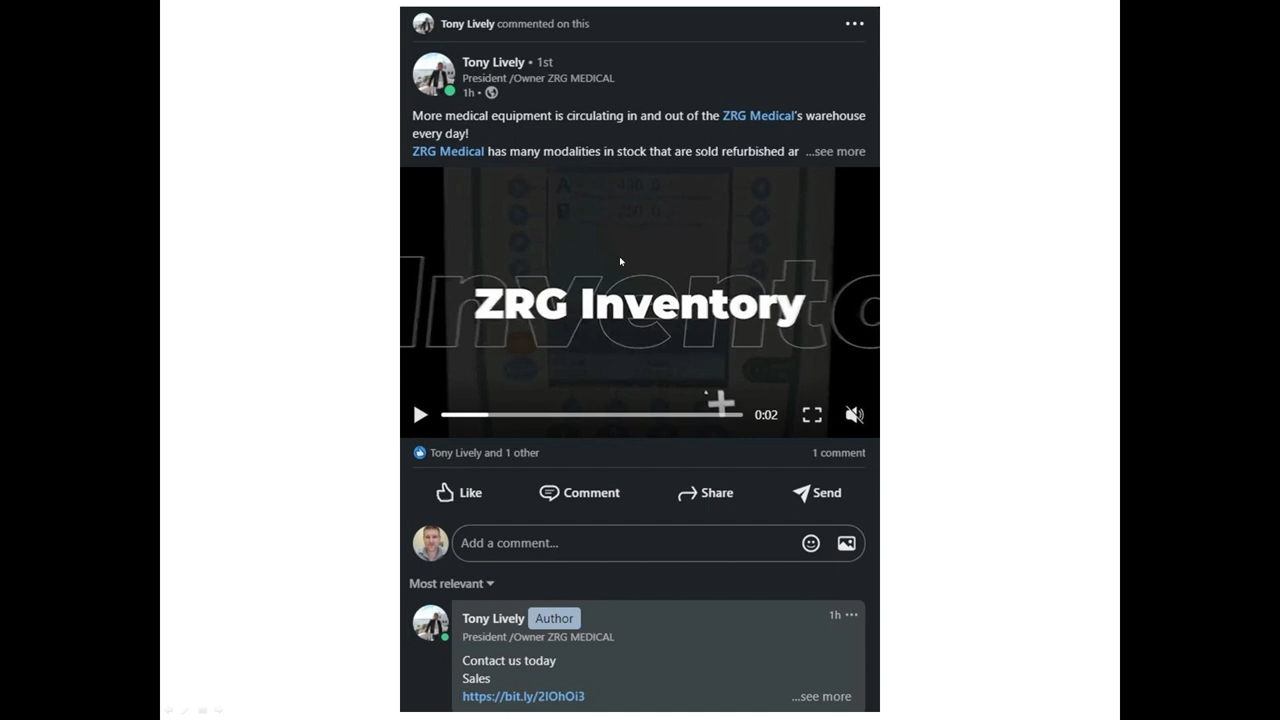 Tony Lively commented on this
Tony Lively • 1st
President /Owner ZRG MEDICAL
1h •
More medical equipment is circulating in and out of the ZRG Medical's warehouse
every day!
ZRG Medical has many modalities in stock that are sold refurbished ar ...see more
A
B
Invento
ZRG Inventory
0:02
Tony Lively and 1 other
1 comment
Like
Comment
Share
Send
Add a comment...
Most relevant
Tony Lively Author
1h
President /Owner ZRG MEDICAL
Contact us today
Sales
https://bit.ly/2IOhOi3
...see more